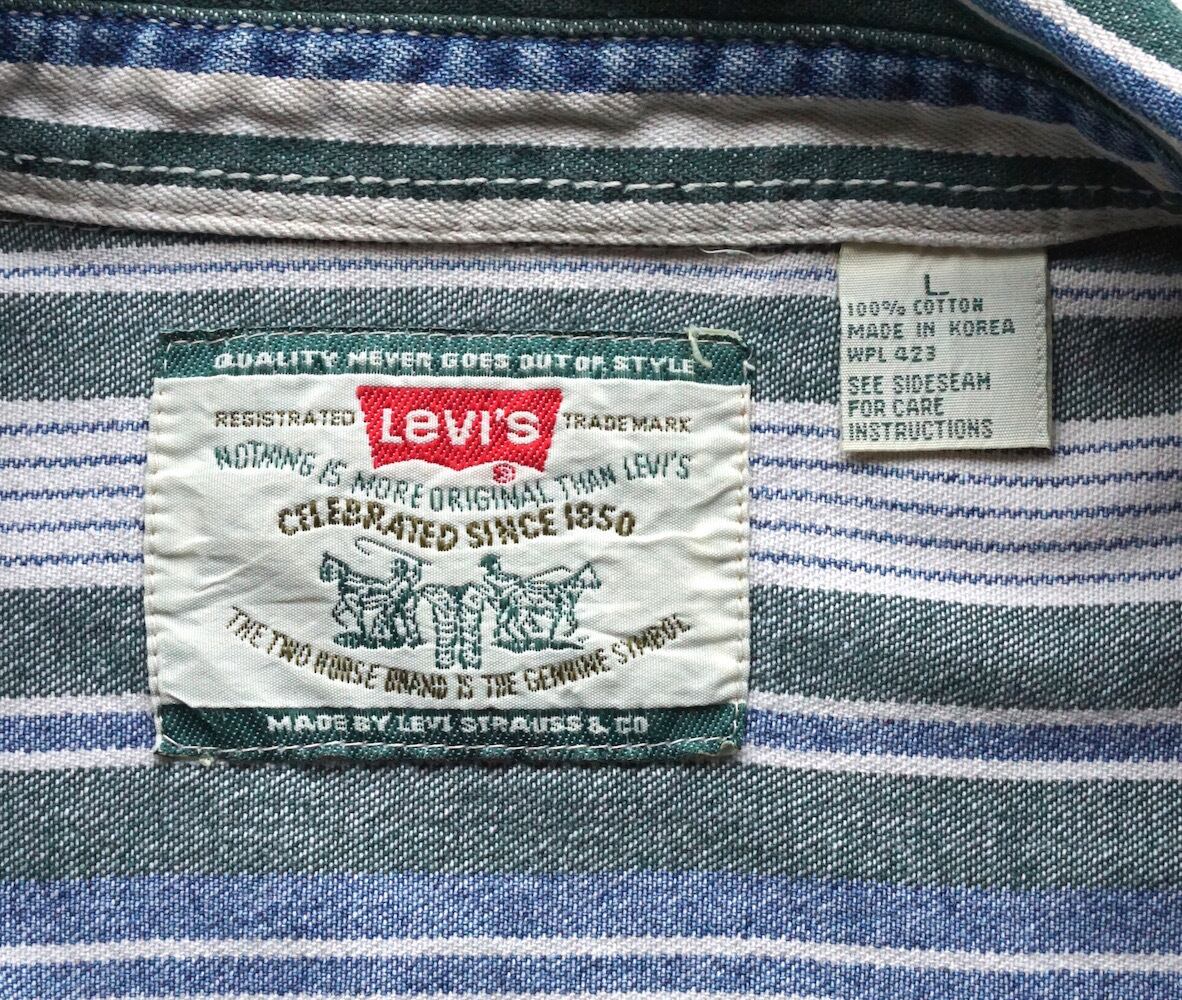 QUALITY NEVER GOES OUT OF STYLE
REGISTRATED Levi's TRADEMARK
®
NOTHING IS MORE ORIGINAL THAN LEVI'S
CELEBRATED SINCE 1850
THE TWO HORSE BRAND IS THE GENUINE SYMBOL
MADE BY LEVI STRAUSS & CO
L
100% COTTON
MADE IN KOREA
WPL 423
SEE SIDESEAM
FOR CARE
INSTRUCTIONS